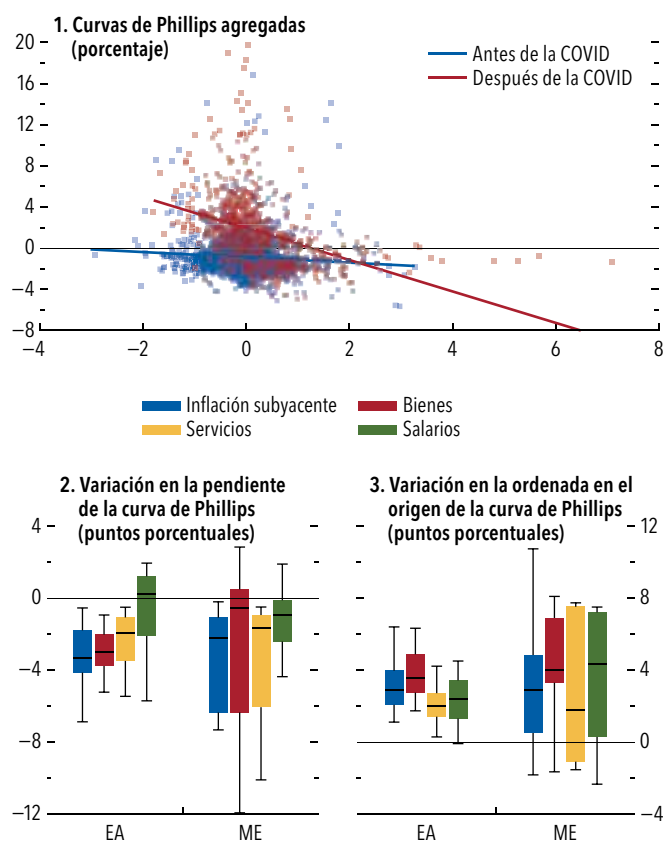 1. Curvas de Phillips agregadas
(porcentaje)
20
16
12
8
4
0
−4
−8
Antes de la COVID
Después de la COVID
−4
−2
0
2
4
6
8
Inflación subyacente
Bienes
Servicios
Salarios
2. Variación en la pendiente
de la curva de Phillips
(puntos porcentuales)
4
0
−4
−8
−12
EA
ME
3. Variación en la ordenada en el
origen de la curva de Phillips
(puntos porcentuales)
12
8
4
0
−4
EA
ME